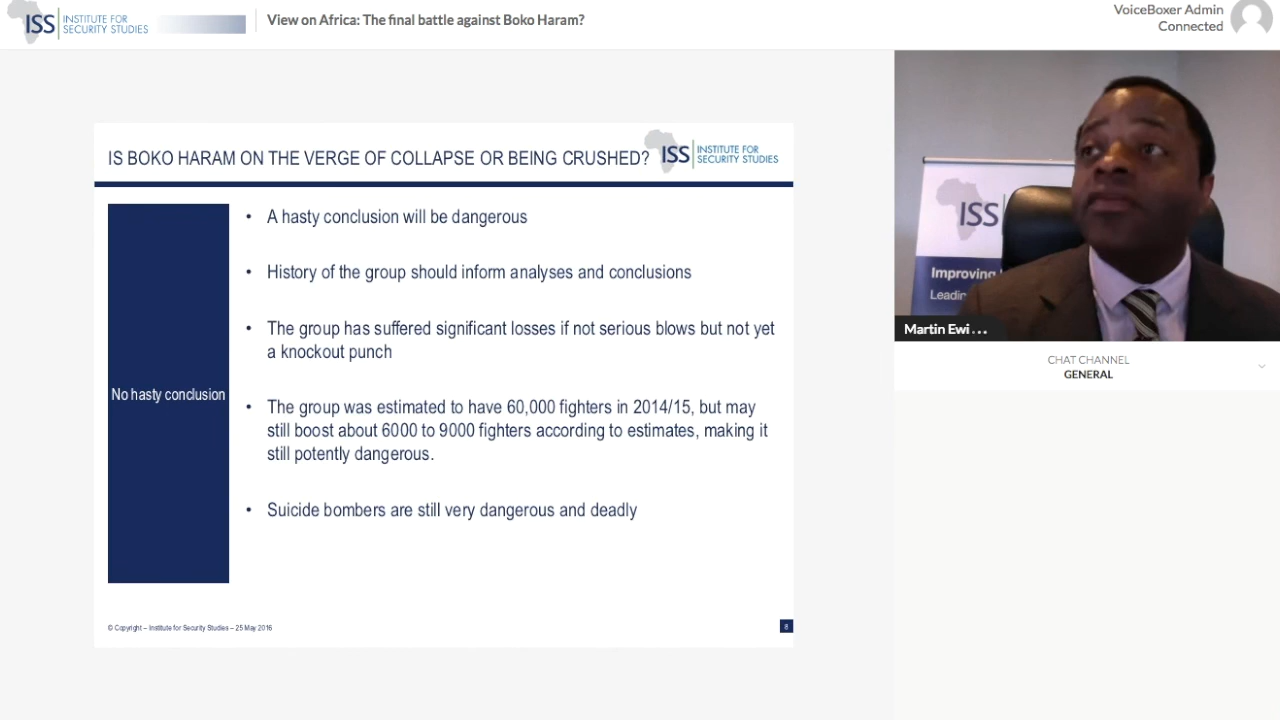 ISS INSTITUTE FOR
SECURITY STUDIES
View on Africa: The final battle against Boko Haram?
VoiceBoxer Admin
Connected
IS BOKO HARAM ON THE VERGE OF COLLAPSE OR BEING CRUSHED?
ISS INSTITUTE FOR
SECURITY STUDIES
No hasty conclusion
• A hasty conclusion will be dangerous
• History of the group should inform analyses and conclusions
• The group has suffered significant losses if not serious blows but not yet
a knockout punch
• The group was estimated to have 60,000 fighters in 2014/15, but may
still boost about 6000 to 9000 fighters according to estimates, making it
still potently dangerous.
• Suicide bombers are still very dangerous and deadly
© Copyright – Institute for Security Studies – 25 May 2016
8
ISS
Improving
Leadin
Martin Ewi...
CHAT CHANNEL
GENERAL